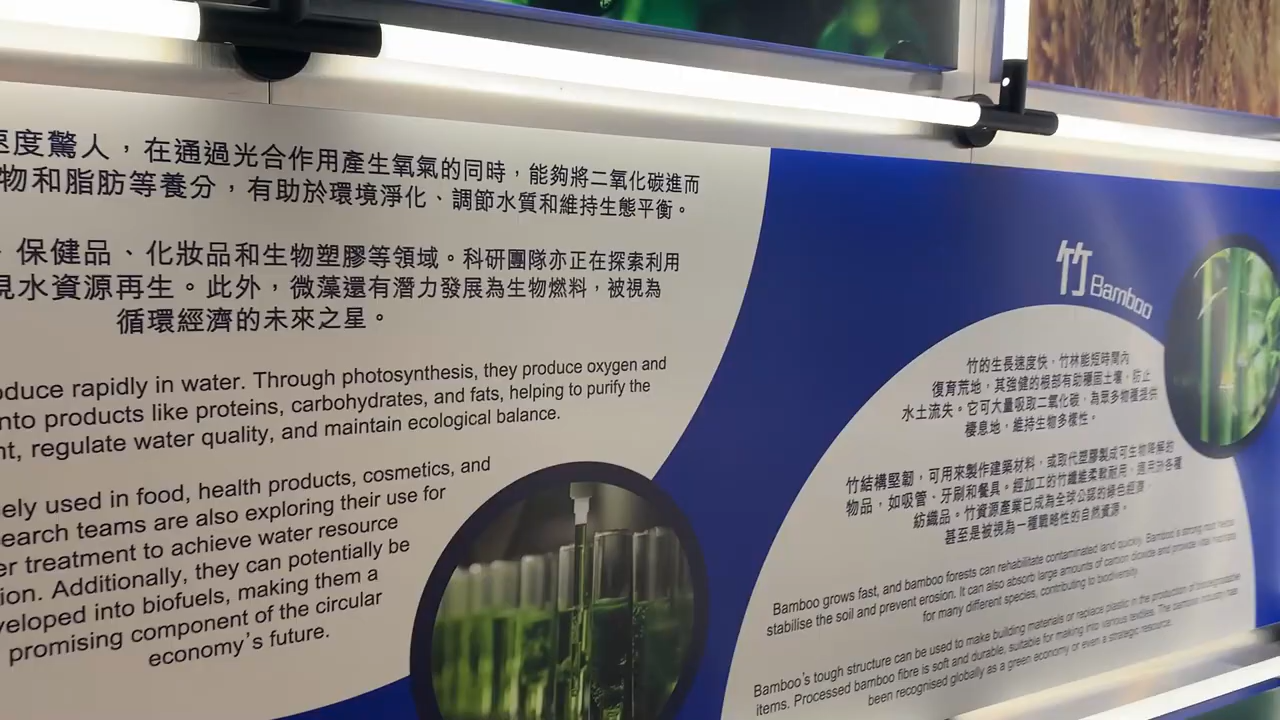 速度驚人，在通過光合作用產生氧氣的同時，能夠將二氧化碳進而
物和脂肪等養分，有助於環境淨化、調節水質和維持生態平衡。
、保健品、化妝品和生物塑膠等領域。科研團隊亦正在探索利用
現水資源再生。此外，微藻還有潛力發展為生物燃料，被視為
循環經濟的未來之星。
oduce rapidly in water. Through photosynthesis, they produce oxygen and
nto products like proteins, carbohydrates, and fats, helping to purify the
nt, regulate water quality, and maintain ecological balance.
ely used in food, health products, cosmetics, and
earch teams are also exploring their use for
er treatment to achieve water resource
ion. Additionally, they can potentially be
veloped into biofuels, making them a
promising component of the circular
economy's future.
竹 Bamboo
竹的生長速度快，竹林能短時間內
復育荒地，其強健的根部有助穩固土壤，防止
水土流失。它可大量吸取二氧化碳，為眾多物種提供
棲息地，維持生物多樣性。
竹結構堅韌，可用來製作建築材料，或取代塑膠製成可生物降解的
物品，如吸管、牙刷和餐具。經加工的竹纖維柔軟耐用，適用於各種
紡織品。竹資源產業已成為全球公認的綠色經濟，
甚至是被視為一種戰略性的自然資源。
Bamboo grows fast, and bamboo forests can rehabilitate contaminated land quickly. Bamboo's strong root helps
stabilise the soil and prevent erosion. It can also absorb large amounts of carbon dioxide and provide rich habitats
for many different species, contributing to biodiversity.
Bamboo's tough structure can be used to make building materials or replace plastic in the production of biodegradable
items. Processed bamboo fibre is soft and durable, suitable for making into various textiles. The bamboo industry has
been recognised globally as a green economy or even a strategic resource.